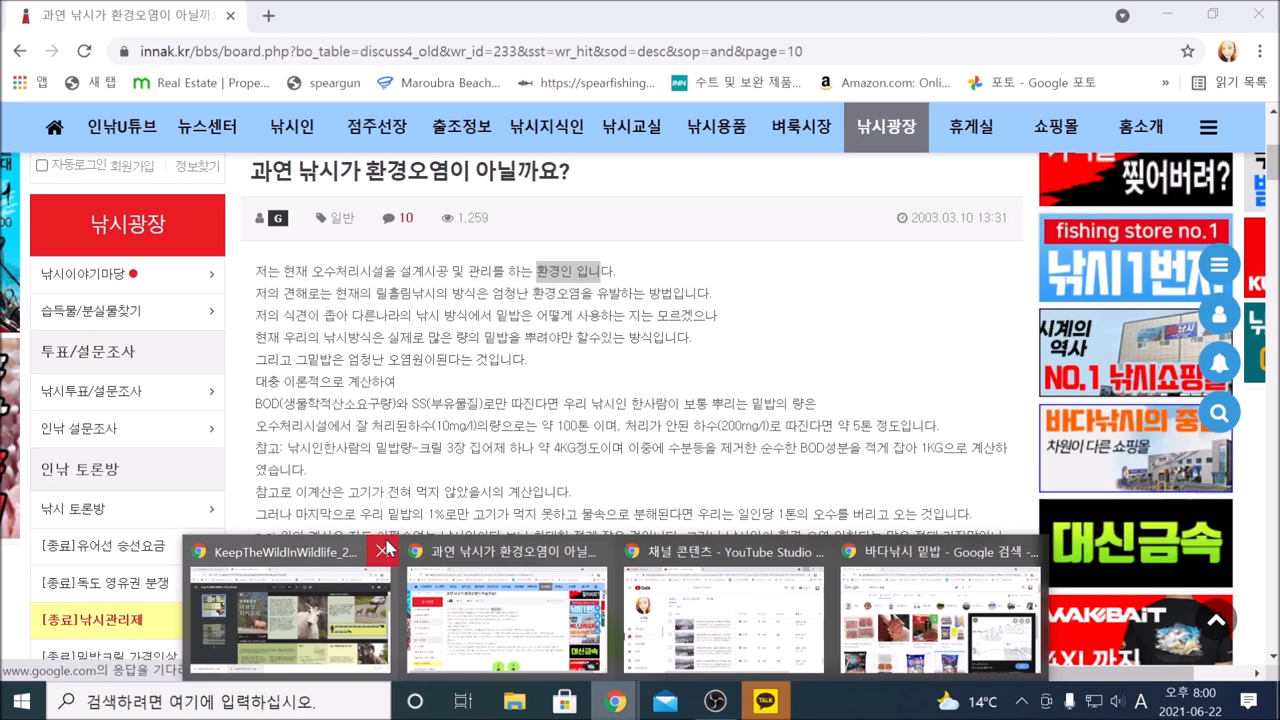 과연 낚시가 환경오염이 아닐까요
innak.kr/bbs/board.php?bo_table=discuss4_old&wr_id=233&sst=wr_hit&sod=desc&sop=and&page=10
앱 새 탭 Real Estate | Prope... speargun Maroubra Beach... https://spearfishing... INN 수트 및 보완 제품... Amazon.com: Onli... 포토 - Google 포토 » 읽기 목록
인낚U튜브 뉴스센터 낚시인 점주선장 출조정보 낚시지식인 낚시교실 낚시용품 벼룩시장 낚시광장 휴게실 쇼핑몰 홈소개
자동로그인 회원가입 정보찾기
과연 낚시가 환경오염이 아닐까요?
찢어버려?
G 일반 10 1,259 2003.03.10 13:31
낚시광장
fishing store no.1
낚시1번지
낚시이야기마당
습득물/분실물찾기
투표/설문조사
낚시투표/설문조사
인낚 설문조사
인낚 토론방
낚시 토론방
[종료] 유어선 승선요금
[종료] 낚시관리제
저는 현재 오수처리시설을 설계시공 및 관리를 하는 환경인 입니다.
저의 견해로는 현재의 릴흘림낚시의 방식은 엄청난 환경오염을 유발하는 방법입니다.
저의 식견이 좁아 다른나라의 낚시 방식에서 밑밥은 어떻게 사용하는 지는 모르겠으나
현재 우리의 낚시방식은 실제로 많은 량의 밑밥을 뿌려야만 할수있는 방식입니다.
그리고 그밑밥은 엄청난 오염원이된다는 것입니다.
대충 이론적으로 계산하여
BOD(생물학적산소요구량)와 SS(부유물질)로만 따진다면 우리 낚시인 한사람이 보통 뿌리는 밑밥의 량은
오수처리시설에서 잘 처리된하수(10mg/l)의량으로는 약 100톤 이며, 처리가 안된 하수(200mg/l)로 따진다면 약 5톤 정도입니다.
참고: 낚시인한사람의 밑밥량-크릴 3장 집어제 하나 약 4KG정도이며 이중에 수분등을 제거한 순수한 BOD성분을 적게 잡아 1KG으로 계산하
였습니다.
참고로 이계산은 고기가 전혀 먹지 않았을시의 계산입니다.
그러나 마지막으로 우리 밑밥의 1%로만 고기가 먹지 못하고 물속으로 분해된다면 우리는 일인당 1톤의 오수를 버리고 오는 것입니다.
세계의
역사
NO.1 낚시쇼핑몰
바다낚시의 중
차원이 다른 쇼핑몰
대신금속
KeepTheWildInWildlife_2... 과연 낚시가 환경오염이 아닐... 채널 콘텐츠 - YouTube Studio ... 바다낚시 밑밥 - Google 검색 -...
검색하려면 여기에 입력하십시오.
TALK
14°C
A
오후 8:00
2021-06-22